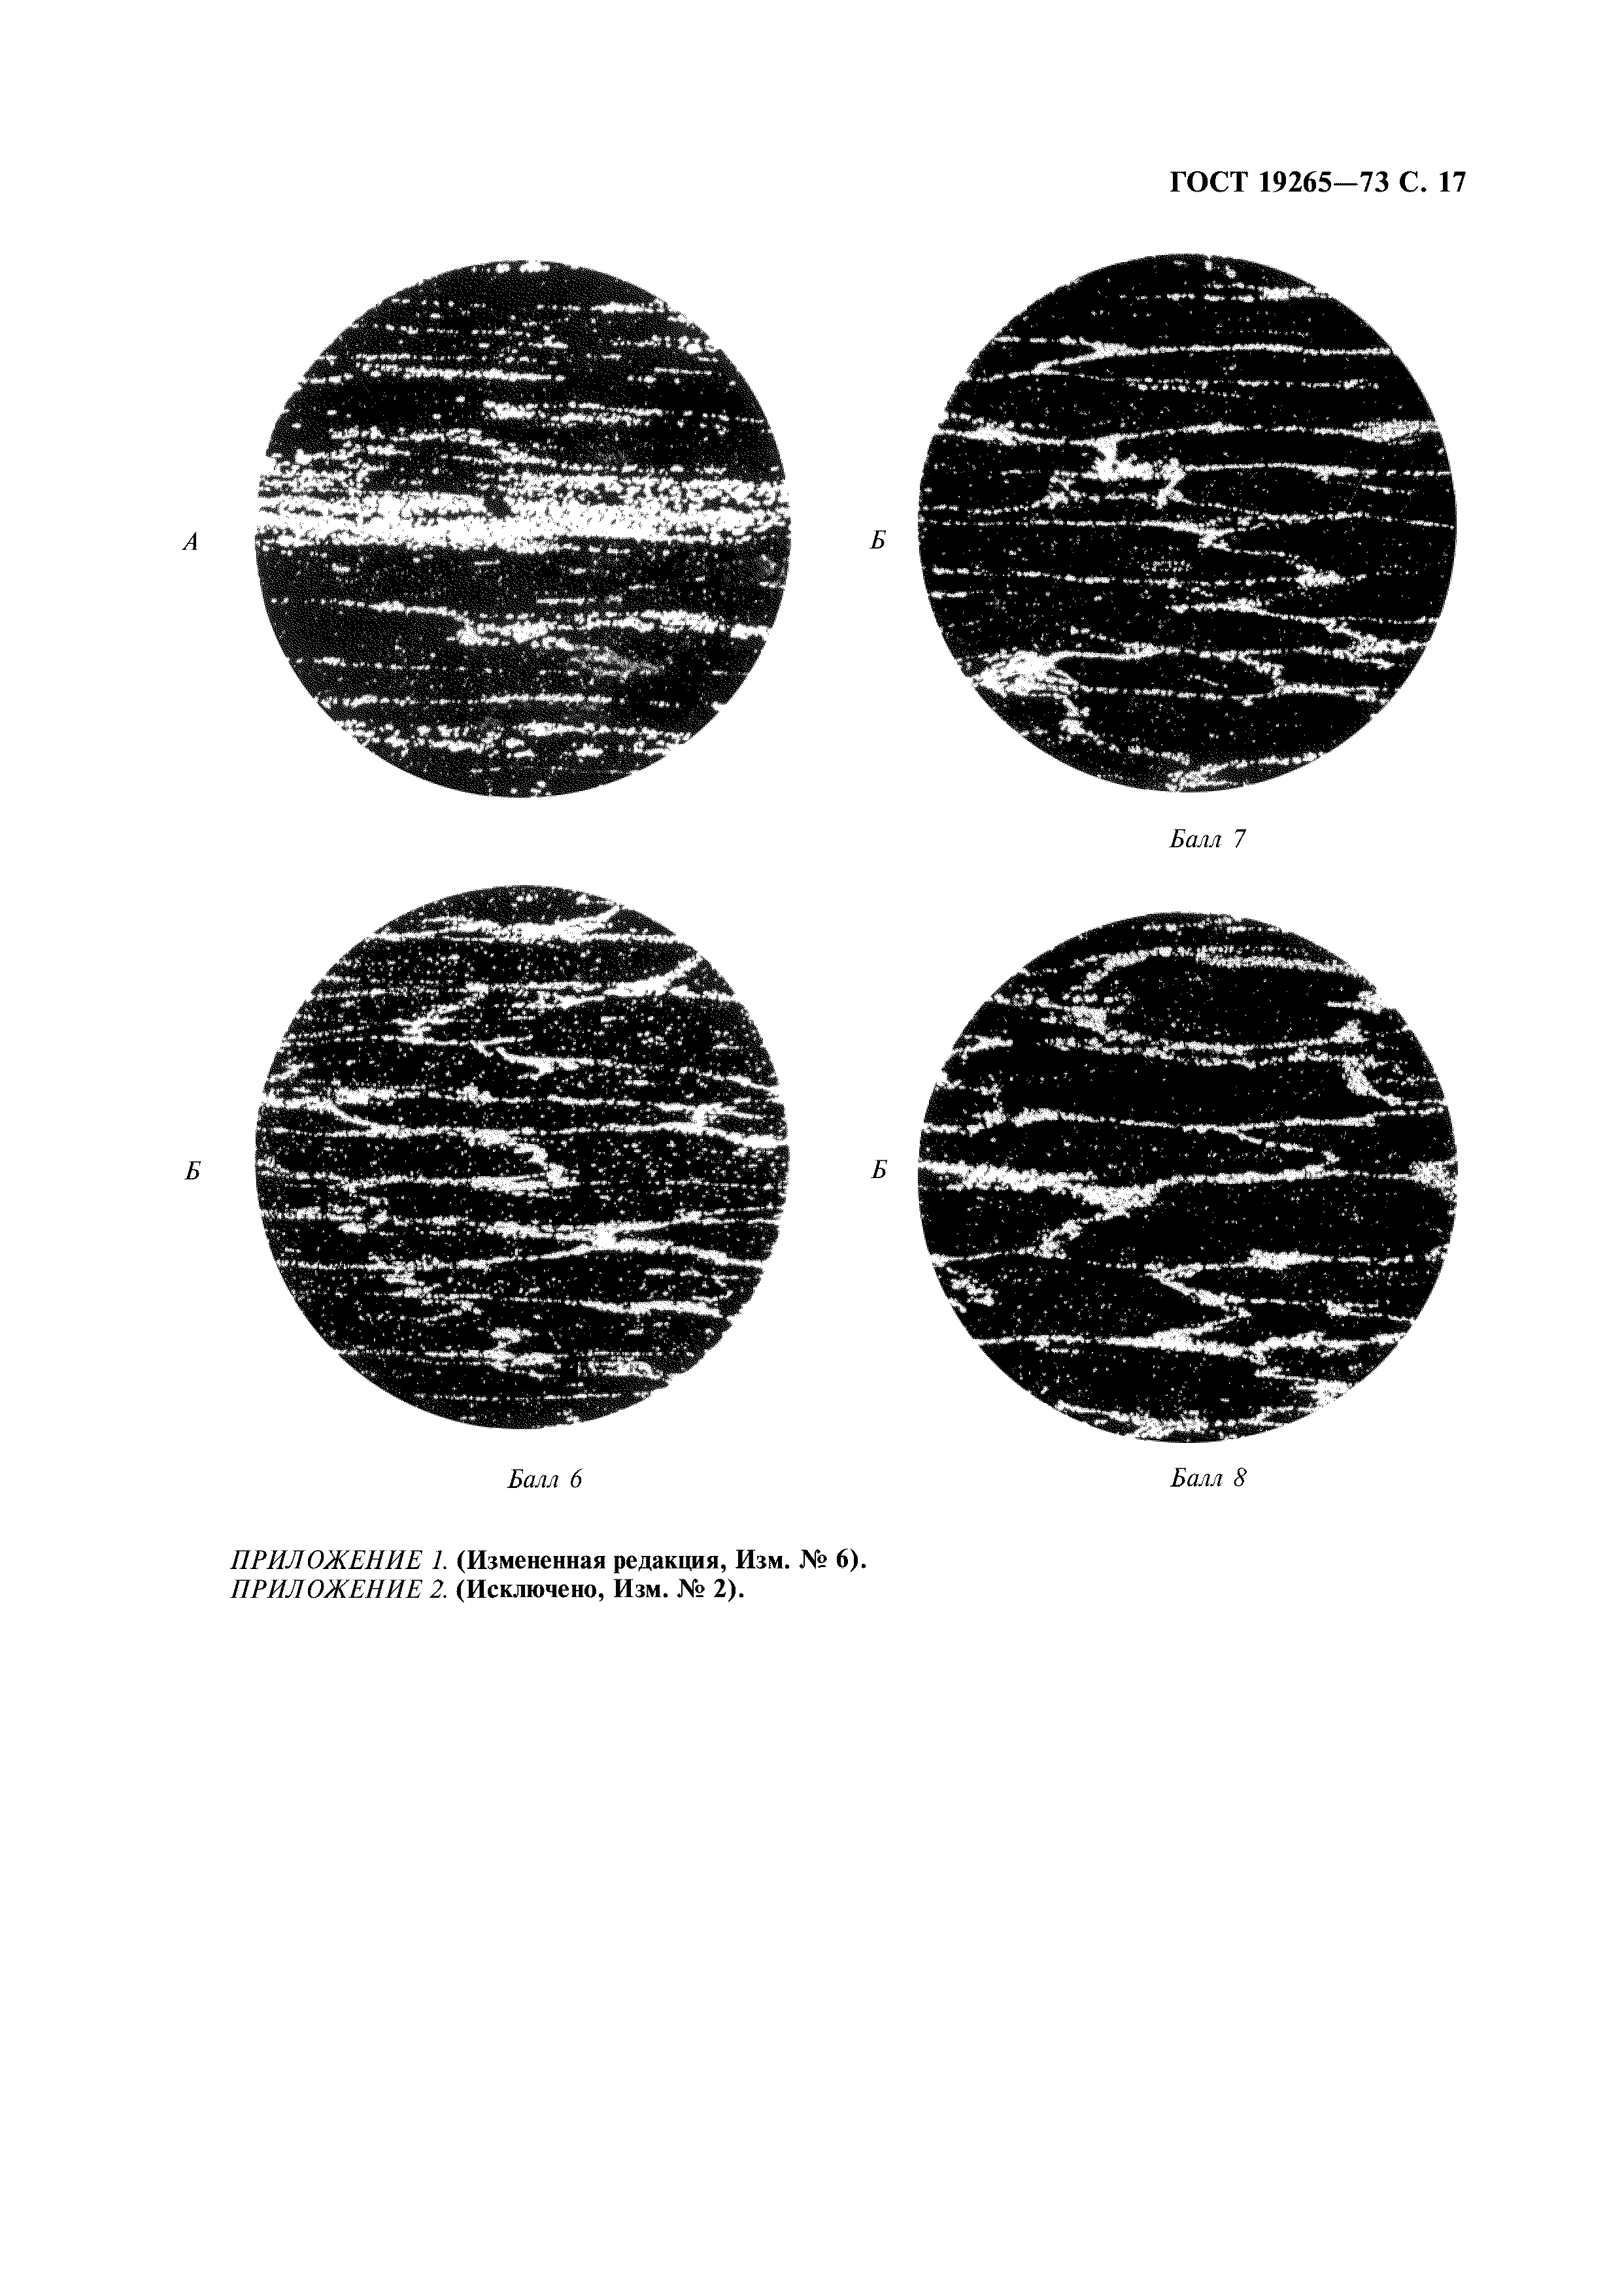 ГОСТ 19265—73 С. 17
А
Б
Балл 7
Б
Б
Балл 6
Балл 8
ПРИЛОЖЕНИЕ 1. (Измененная редакция, Изм. № 6).
ПРИЛОЖЕНИЕ 2. (Исключено, Изм. № 2).